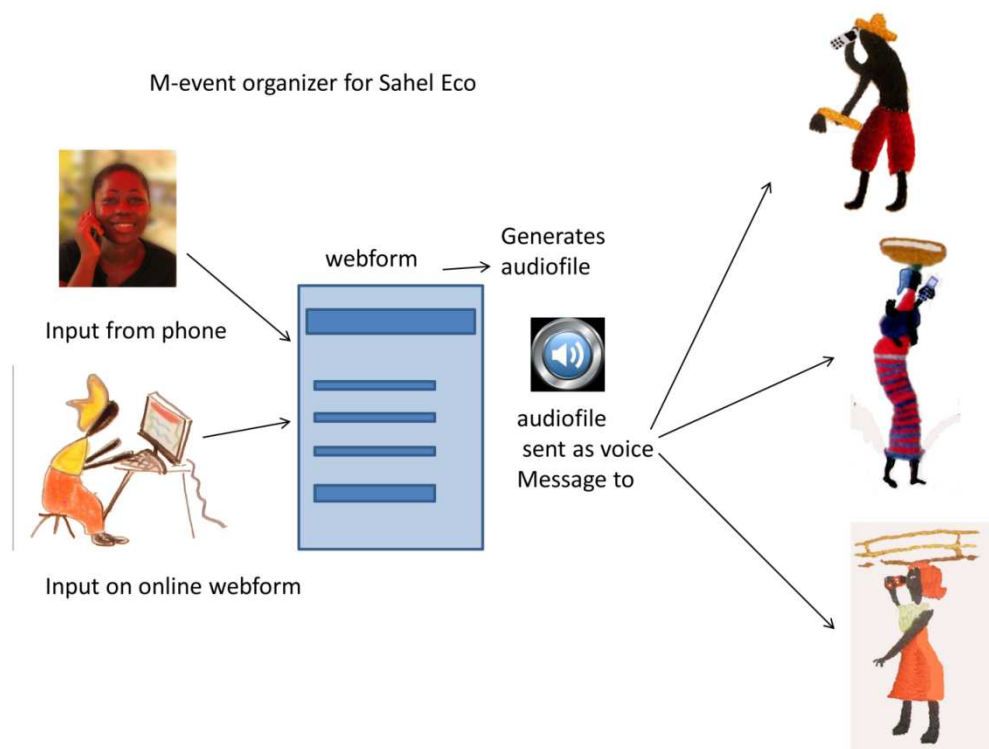 M-event organizer for Sahel Eco
Input from phone
Input on online webform
webform
Generates
audiofile
audiofile
sent as voice
Message to